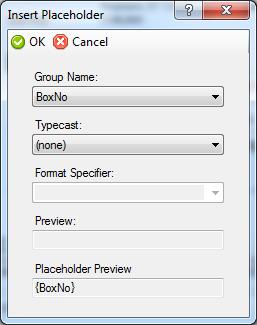 Insert Placeholder
OK Cancel
Group Name:
BoxNo
Typecast:
(none)
Format Specifier:
Preview:
Placeholder Preview
{BoxNo}